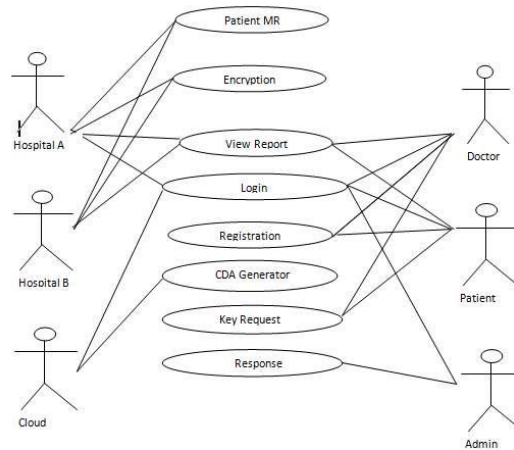 Patient MR
Encryption
Hospital A
View Report
Doctor
Login
Registration
Hospital B
CDA Generator
Patient
Key Request
Response
Cloud
Admin